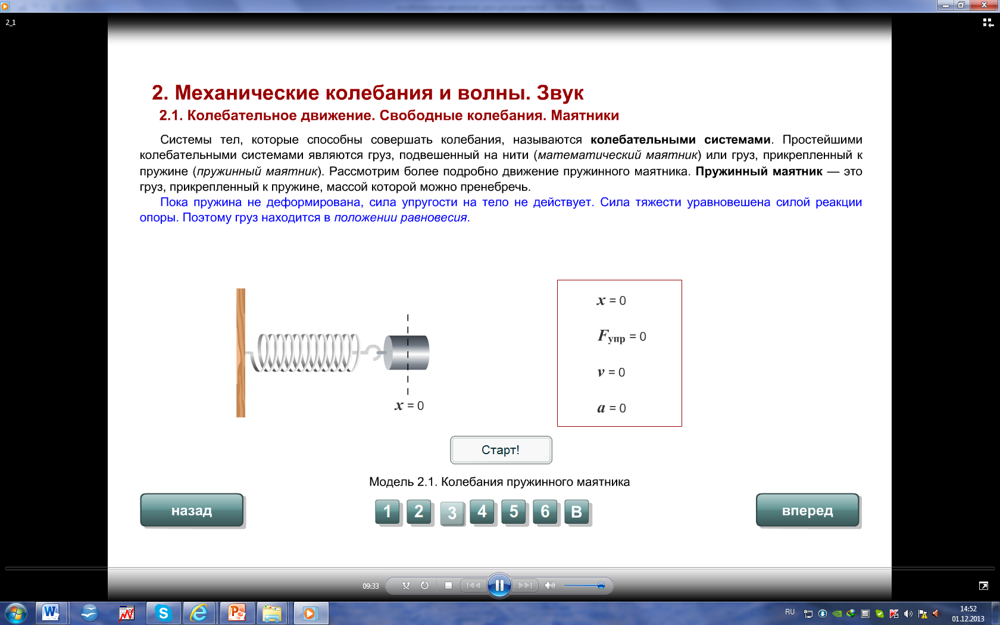 2_1
2. Механические колебания и волны. Звук
2.1. Колебательное движение. Свободные колебания. Маятники
Системы тел, которые способны совершать колебания, называются колебательными системами. Простейшими
колебательными системами являются груз, подвешенный на нити (математический маятник) или груз, прикрепленный к
пружине (пружинный маятник). Рассмотрим более подробно движение пружинного маятника. Пружинный маятник — это
груз, прикрепленный к пружине, массой которой можно пренебречь.
Пока пружина не деформирована, сила упругости на тело не действует. Сила тяжести уравновешена силой реакции
опоры. Поэтому груз находится в положении равновесия.
x = 0
x = 0
Fупр = 0
v = 0
a = 0
Старт!
Модель 2.1. Колебания пружинного маятника
назад
1 2 3 4 5 6 В
вперед
09:33
RU
14:52
01.12.2013